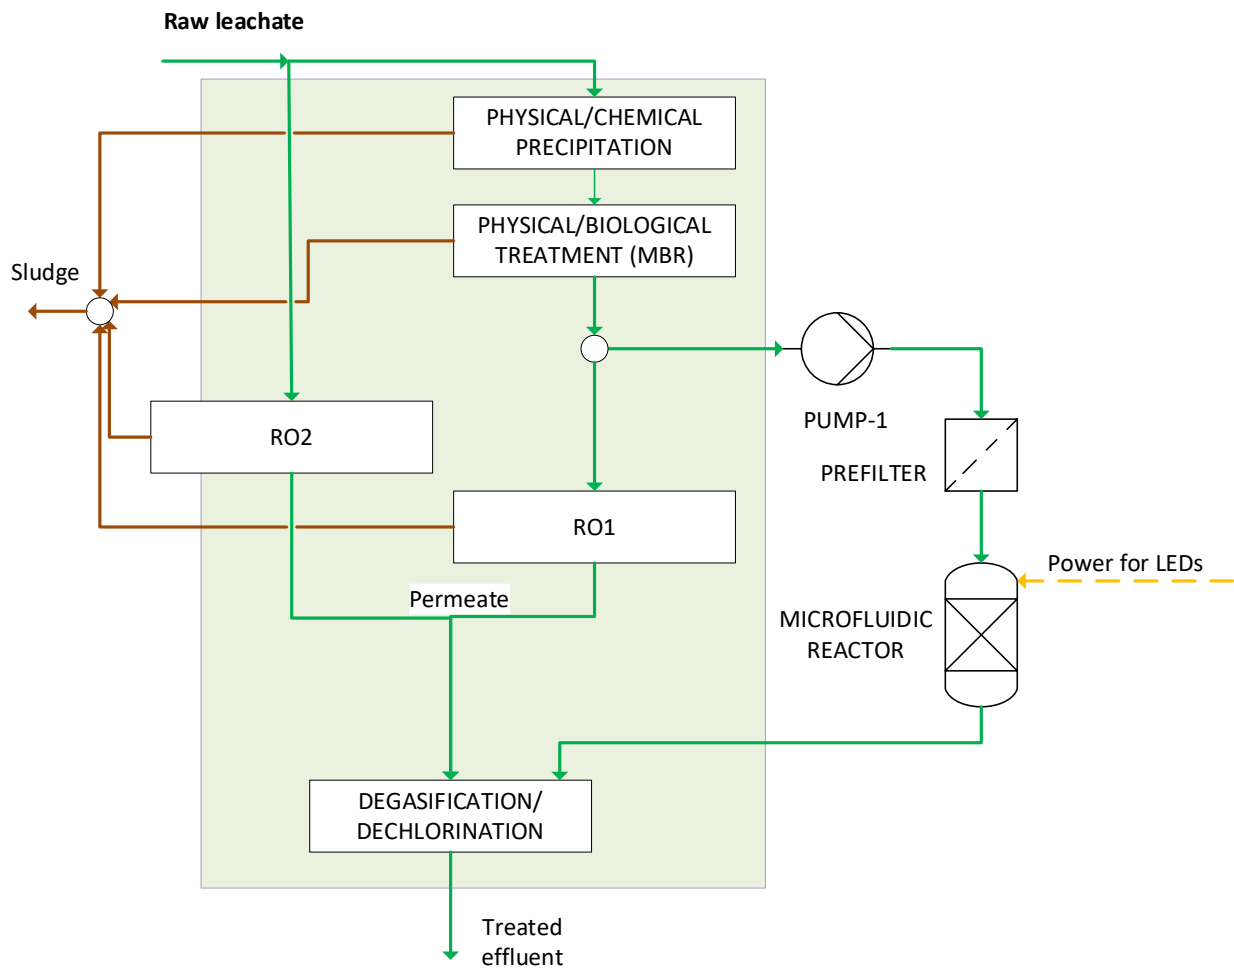 Raw leachate
PHYSICAL/CHEMICAL
PRECIPITATION
PHYSICAL/BIOLOGICAL
TREATMENT (MBR)
Sludge
RO2
PUMP-1
PREFILTER
RO1
Power for LEDs
Permeate
MICROFLUIDIC
REACTOR
DEGASIFICATION/
DECHLORINATION
Treated
effluent